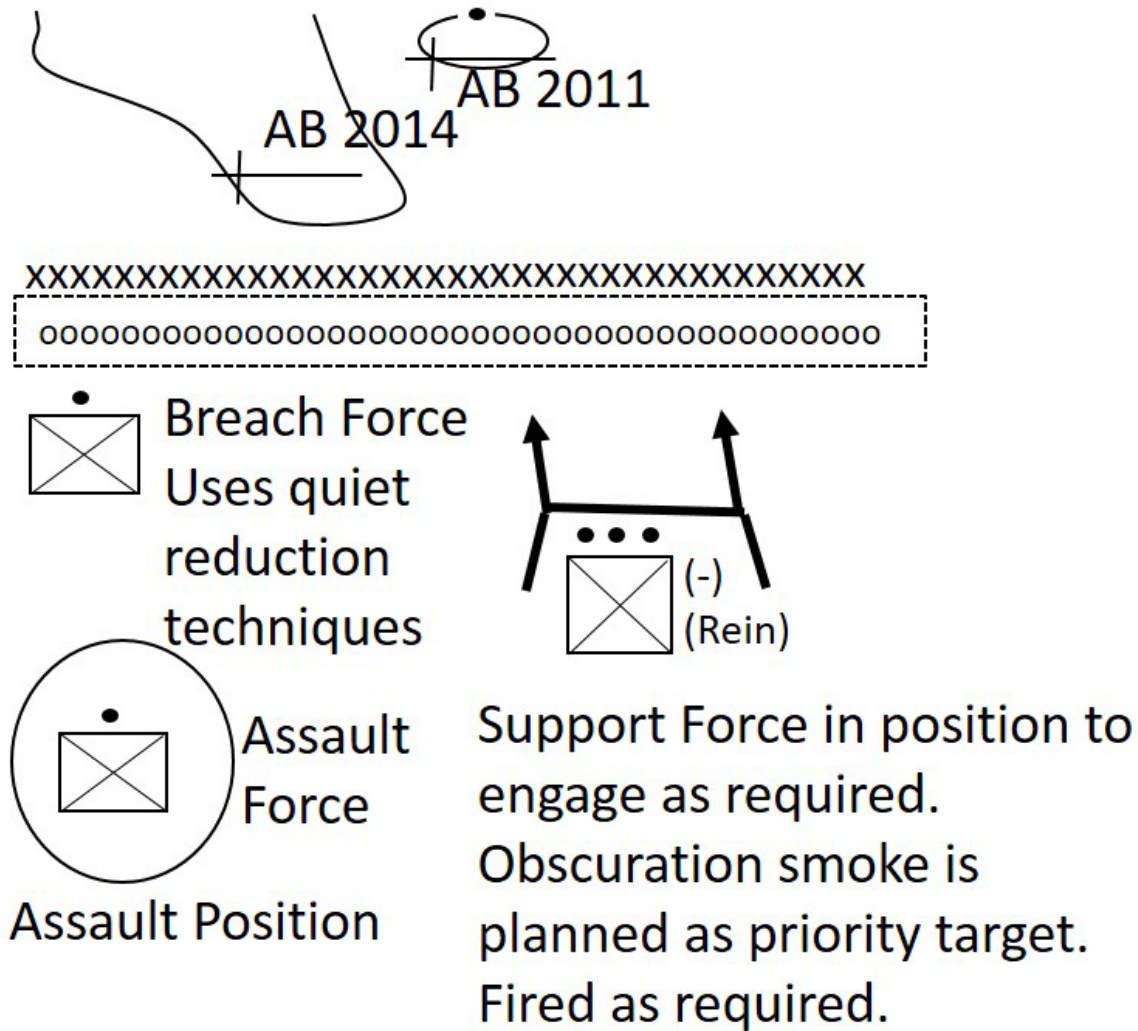 AB 2011
AB 2014
xxxxxxxxxxxxxxxxxxxxxxxxxxxxxxxxxxxxxx
oooooooooooooooooooooooooooooooooooooooooo
Breach Force
Uses quiet
reduction
techniques
(-)
(Rein)
Assault
Force
Assault Position
Support Force in position to
engage as required.
Obscuration smoke is
planned as priority target.
Fired as required.